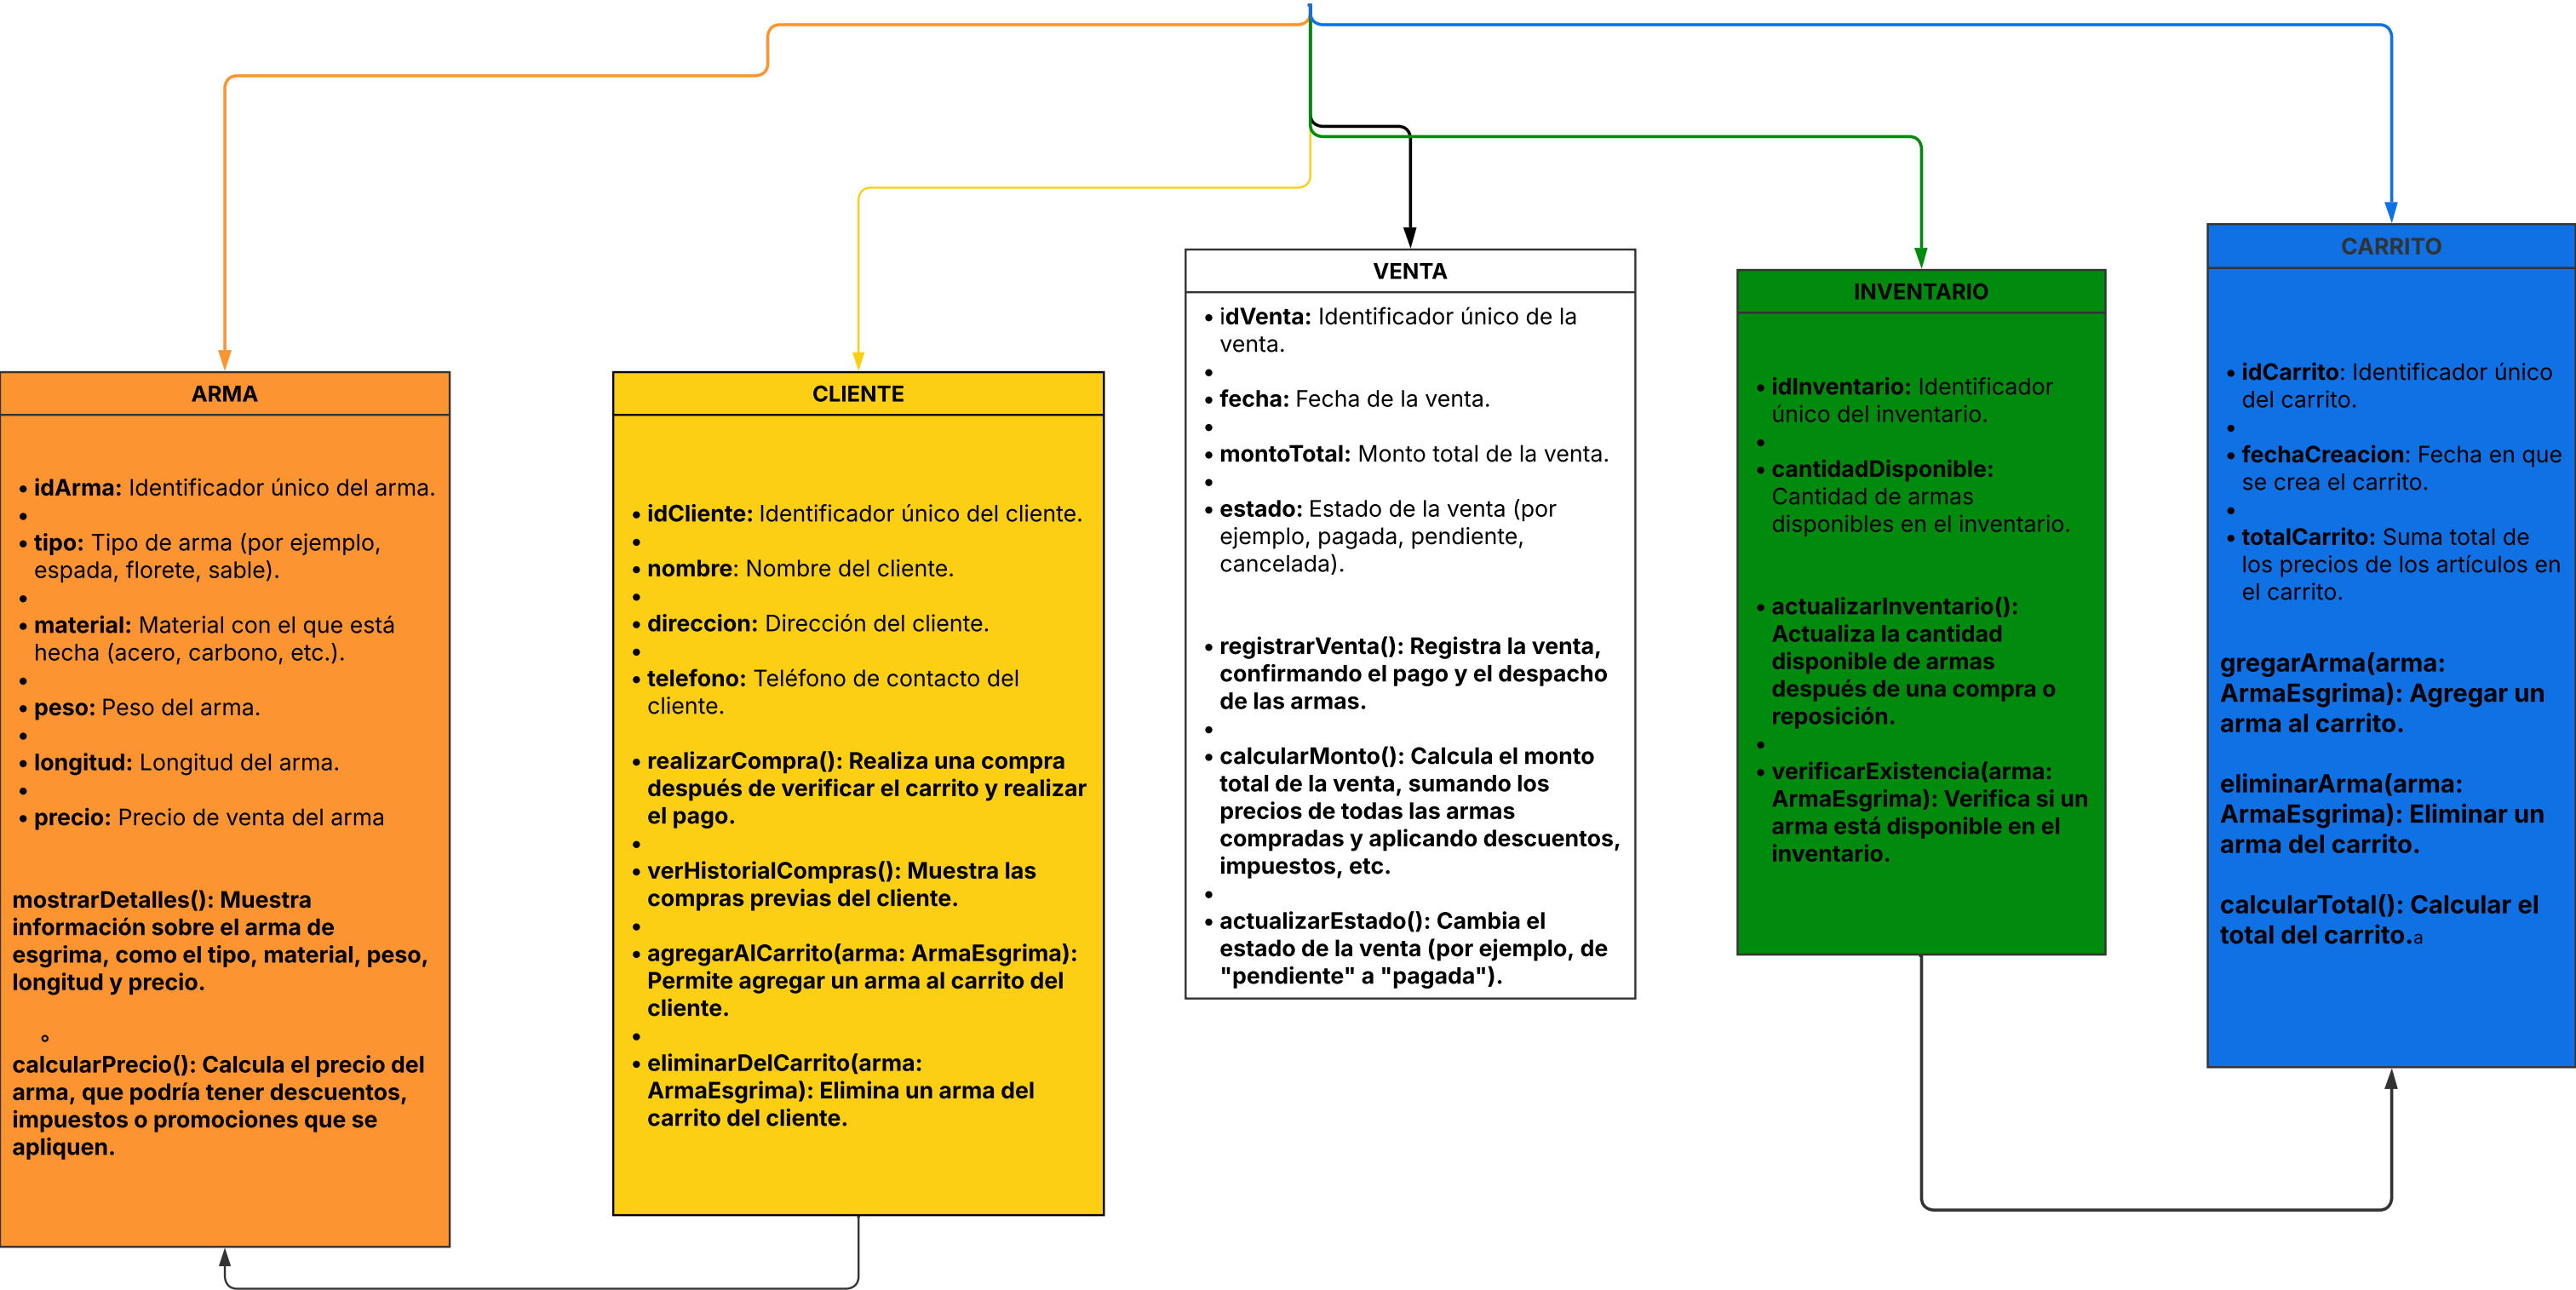 ARMA
• idArma: Identificador único del arma.
•
• tipo: Tipo de arma (por ejemplo,
espada, florete, sable).
•
• material: Material con el que está
hecha (acero, carbono, etc.).
•
• peso: Peso del arma.
•
• longitud: Longitud del arma.
•
• precio: Precio de venta del arma
mostrarDetalles(): Muestra
información sobre el arma de
esgrima, como el tipo, material, peso,
longitud y precio.
◦
calcularPrecio(): Calcula el precio del
arma, que podría tener descuentos,
impuestos o promociones que se
apliquen.
CLIENTE
• idCliente: Identificador único del cliente.
•
• nombre: Nombre del cliente.
•
• direccion: Dirección del cliente.
•
• telefono: Teléfono de contacto del
cliente.
• realizarCompra(): Realiza una compra
después de verificar el carrito y realizar
el pago.
•
• verHistorialCompras(): Muestra las
compras previas del cliente.
•
• agregarAlCarrito(arma: ArmaEsgrima):
Permite agregar un arma al carrito del
cliente.
•
• eliminarDelCarrito(arma:
ArmaEsgrima): Elimina un arma del
carrito del cliente.
VENTA
• idVenta: Identificador único de la
venta.
•
• fecha: Fecha de la venta.
•
• montoTotal: Monto total de la venta.
•
• estado: Estado de la venta (por
ejemplo, pagada, pendiente,
cancelada).
• registrarVenta(): Registra la venta,
confirmando el pago y el despacho
de las armas.
•
• calcularMonto(): Calcula el monto
total de la venta, sumando los
precios de todas las armas
compradas y aplicando descuentos,
impuestos, etc.
•
• actualizarEstado(): Cambia el
estado de la venta (por ejemplo, de
"pendiente" a "pagada").
INVENTARIO
• idInventario: Identificador
único del inventario.
•
• cantidadDisponible:
Cantidad de armas
disponibles en el inventario.
• actualizarInventario():
Actualiza la cantidad
disponible de armas
después de una compra o
reposición.
•
• verificarExistencia(arma:
ArmaEsgrima): Verifica si un
arma está disponible en el
inventario.
CARRITO
• idCarrito: Identificador único
del carrito.
•
• fechaCreacion: Fecha en que
se crea el carrito.
•
• totalCarrito: Suma total de
los precios de los artículos en
el carrito.
gregarArma(arma:
ArmaEsgrima): Agregar un
arma al carrito.
eliminarArma(arma:
ArmaEsgrima): Eliminar un
arma del carrito.
calcularTotal(): Calcular el
total del carrito.a